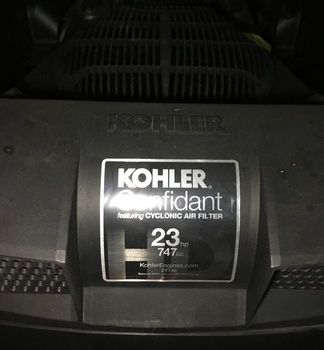 KOHLER
KOHLER®
Confidant
featuring CYCLONIC AIR FILTER
23 hp
747 cc
KohlerEngines.com